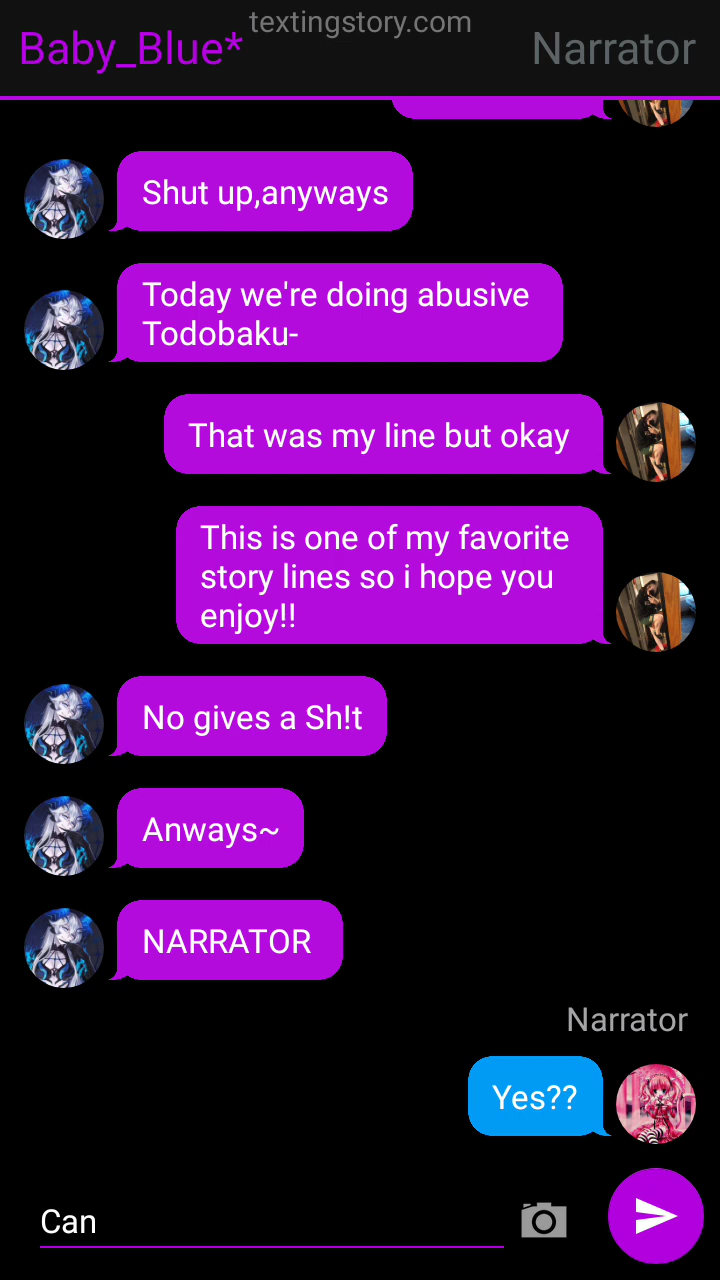 textingstory.com
Baby_Blue*
Narrator
Shut up,anyways
Today we're doing abusive
Todobaku-
That was my line but okay
This is one of my favorite
story lines so i hope you
enjoy!!
No gives a Sh!t
Anways~
NARRATOR
Narrator
Yes??
Can